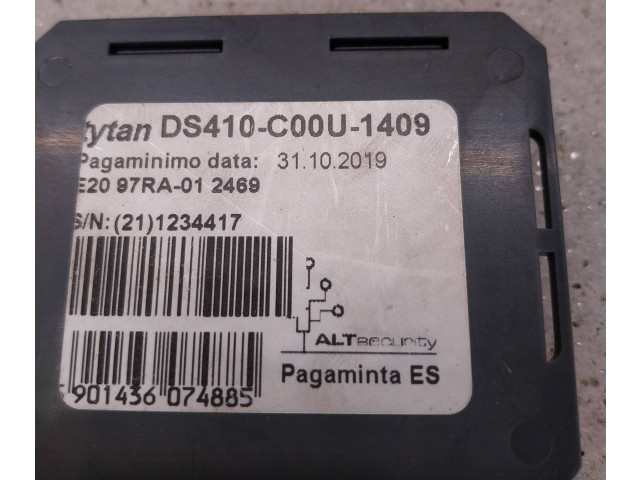 tytan DS410-C00U-1409
Pagaminimo data: 31.10.2019
E20 97RA-01 2469
S/N: (21)1234417
ALTSECURITY
Pagaminta ES
901436 074885